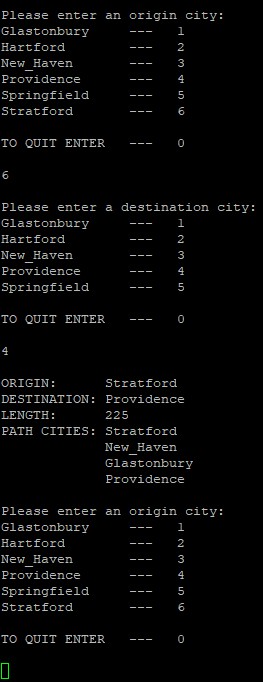 Please enter an origin city:
Glastonbury --- 1
Hartford --- 2
New_Haven --- 3
Providence --- 4
Springfield --- 5
Stratford --- 6
TO QUIT ENTER --- 0
6
Please enter a destination city:
Glastonbury --- 1
Hartford --- 2
New_Haven --- 3
Providence --- 4
Springfield --- 5
TO QUIT ENTER --- 0
4
ORIGIN: Stratford
DESTINATION: Providence
LENGTH: 225
PATH CITIES: Stratford
New_Haven
Glastonbury
Providence
Please enter an origin city:
Glastonbury --- 1
Hartford --- 2
New_Haven --- 3
Providence --- 4
Springfield --- 5
Stratford --- 6
TO QUIT ENTER --- 0